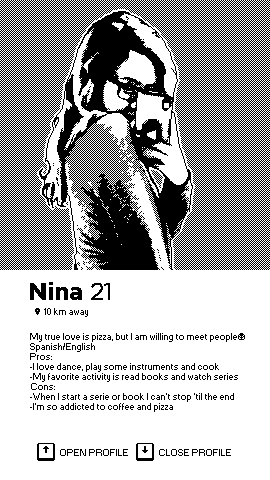 Nina 21
10 km away
My true love is pizza, but I am willing to meet people
Spanish/English
Pros:
-I love dance, play some instruments and cook
-My favorite activity is read books and watch series
Cons:
-When I start a serie or book I can't stop 'til the end
-I'm so addicted to coffee and pizza
OPEN PROFILE CLOSE PROFILE